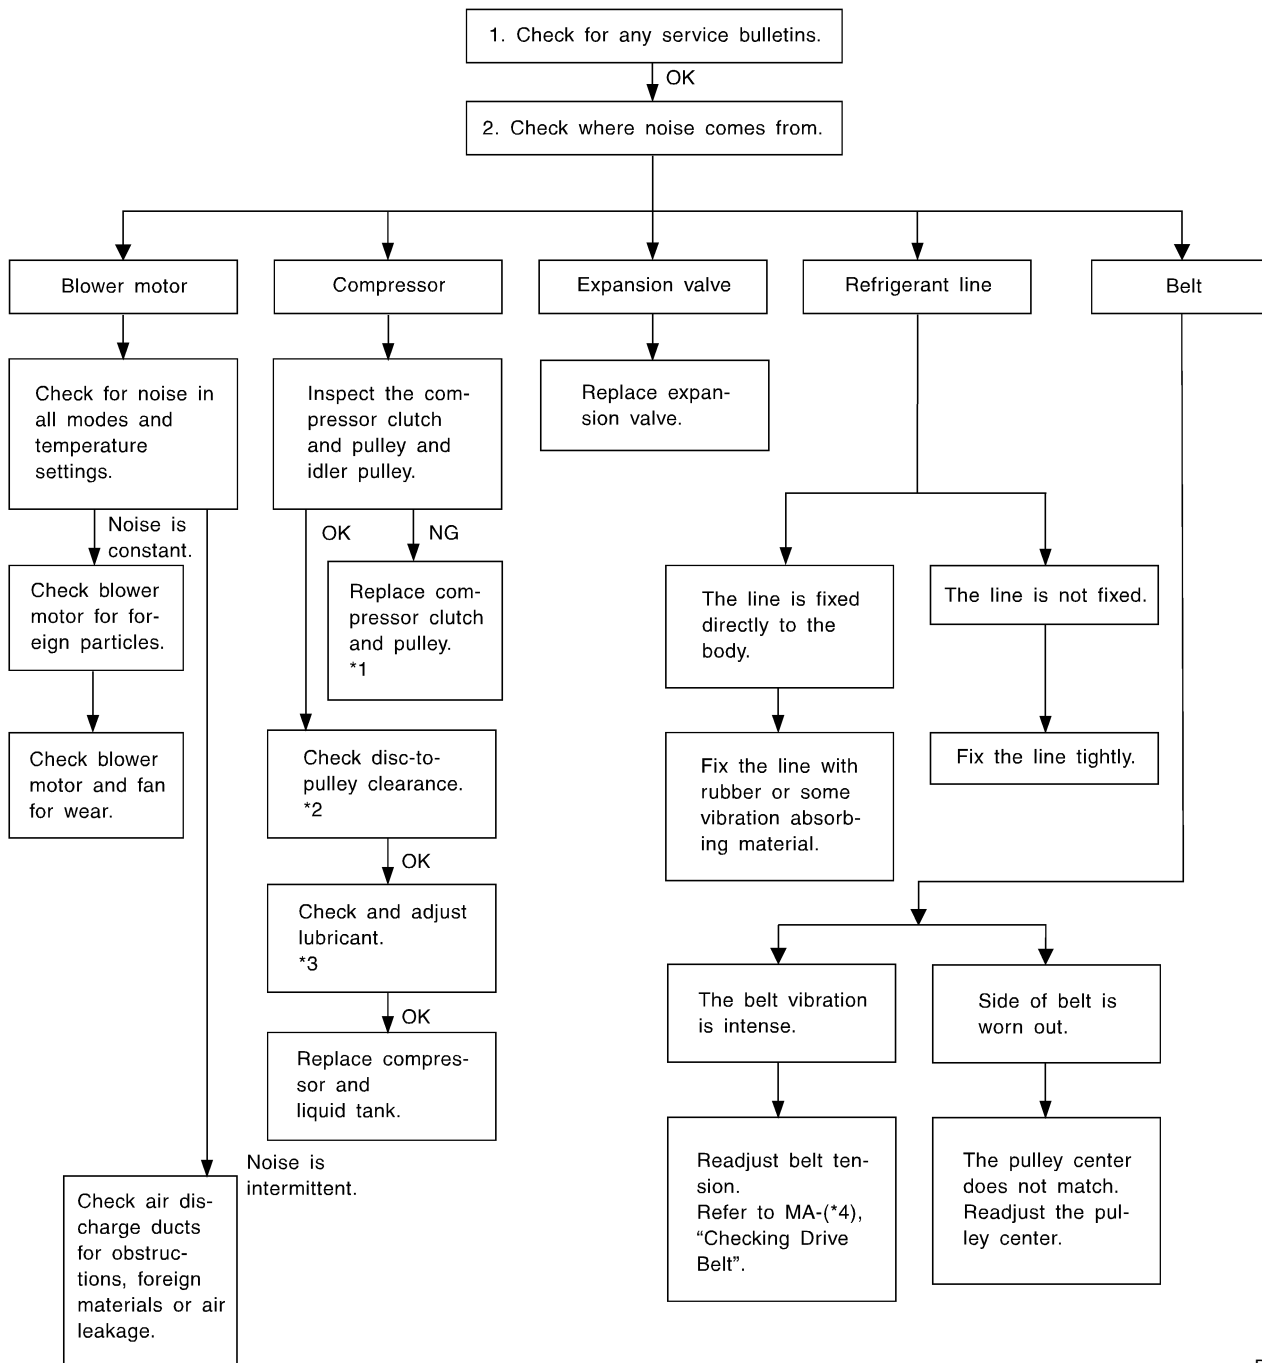 1. Check for any service bulletins.
OK
2. Check where noise comes from.
Blower motor
Compressor
Expansion valve
Refrigerant line
Belt
Check for noise in
all modes and
temperature
settings.
Inspect the com-
pressor clutch
and pulley and
idler pulley.
Replace expan-
sion valve.
Noise is
constant.
OK
NG
Check blower
motor for for-
eign particles.
Replace com-
pressor clutch
and pulley.
*1
The line is fixed
directly to the
body.
The line is not fixed.
Check blower
motor and fan
for wear.
Check disc-to-
pulley clearance.
*2
Fix the line with
rubber or some
vibration absorb-
ing material.
Fix the line tightly.
OK
Check and adjust
lubricant.
*3
OK
Replace compres-
sor and
liquid tank.
The belt vibration
is intense.
Side of belt is
worn out.
Noise is
intermittent.
Check air dis-
charge ducts
for obstruc-
tions, foreign
materials or air
leakage.
Readjust belt ten-
sion.
Refer to MA-(*4),
“Checking Drive
Belt”.
The pulley center
does not match.
Readjust the pul-
ley center.